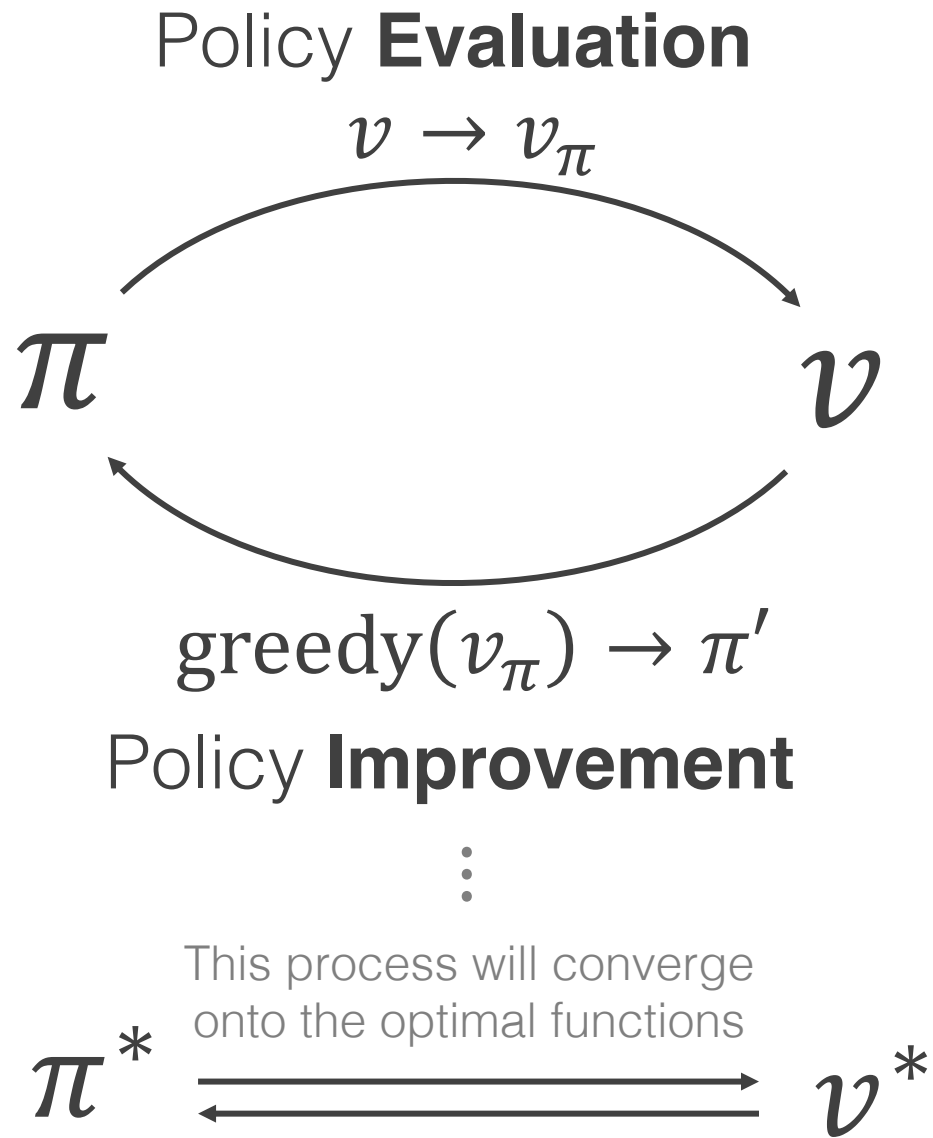 Policy Evaluation
v → v_π
π
v
greedy(v_π) → π′
Policy Improvement
⋮
This process will converge
onto the optimal functions
π* v*